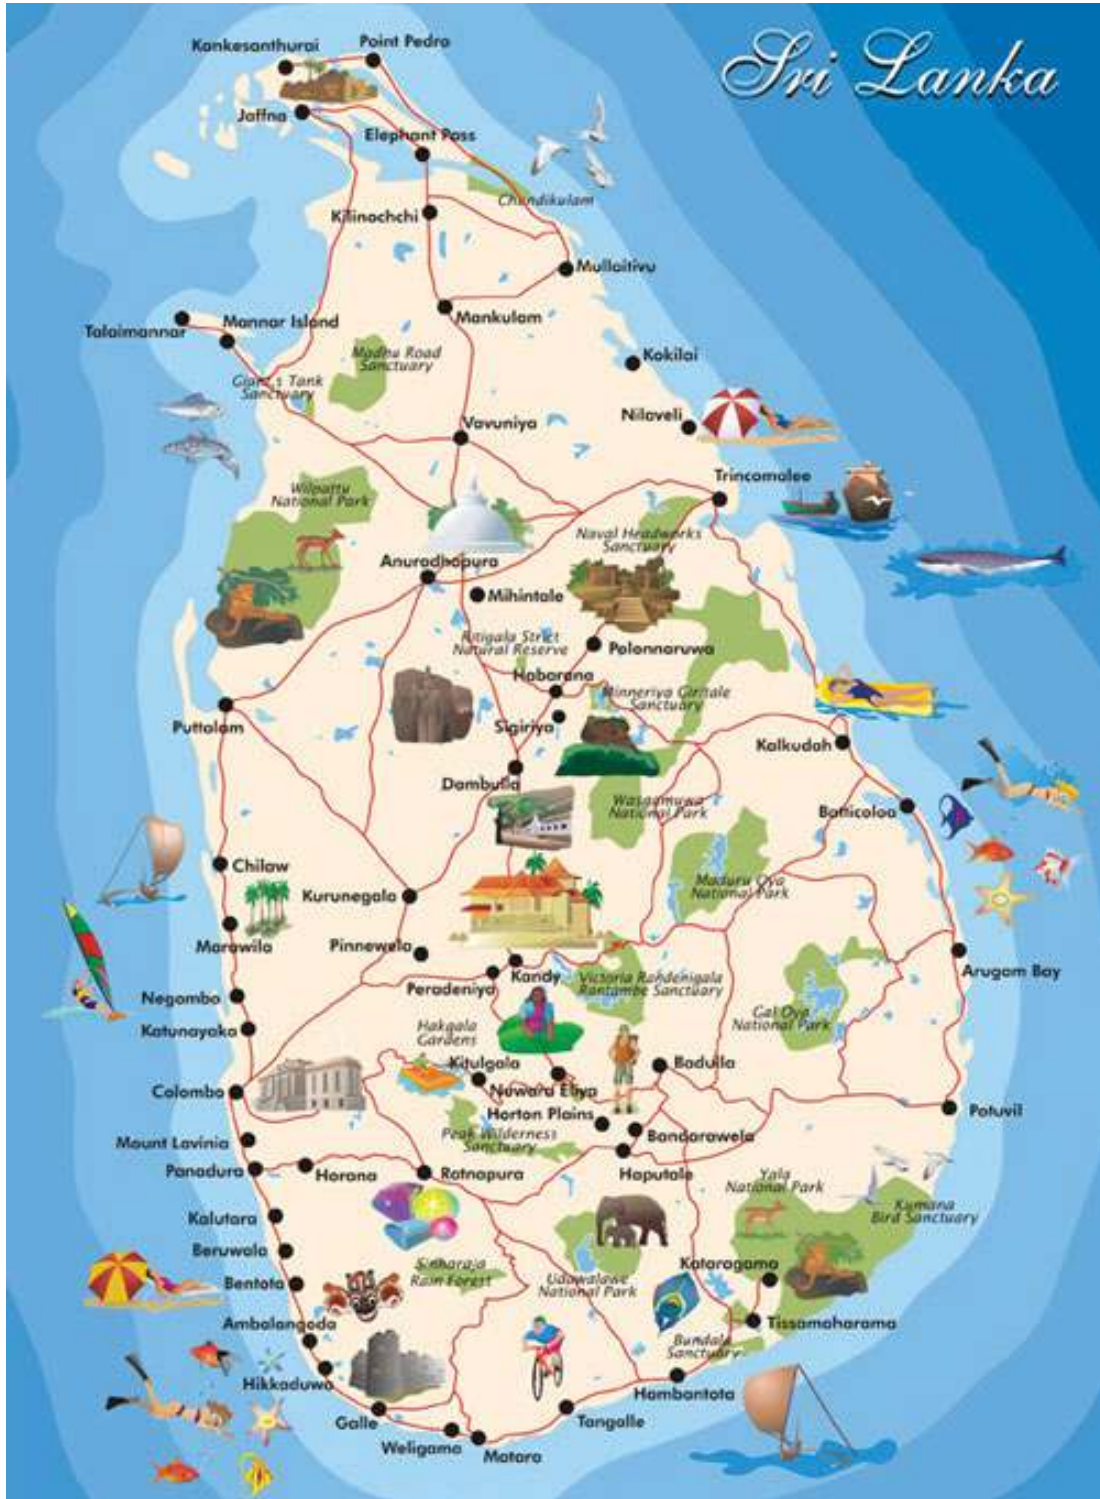 Sri Lanka
Kankesanthurai
Point Pedro
Jaffna
Elephant Pass
Chundikulam
Kilinochchi
Mullaitivu
Talaimannar
Mannar Island
Mankulam
Madhu Road
Sanctuary
Kokilai
Giant's Tank
Sanctuary
Nilaveli
Vavuniya
Trincomalee
Wilpattu
National Park
Naval Headworks
Sanctuary
Anuradhapura
Mihintale
Ritigala Strict
Natural Reserve
Polonnaruwa
Habarana
Minneriya Giritale
Sanctuary
Puttalam
Sigiriya
Kalkudah
Dambulla
Wasgamuwa
National Park
Batticaloa
Chilaw
Maduru Oya
National Park
Kurunegala
Marawila
Pinnewela
Arugam Bay
Kandy
Peradeniya
Victoria Randenigala
Rantambe Sanctuary
Negombo
Katunayaka
Gal Oya
National Park
Hakgala
Gardens
Kitulgala
Badulla
Colombo
Nuwara Eliya
Horton Plains
Potuvil
Mount Lavinia
Peak Wilderness
Sanctuary
Bandarawela
Panadura
Horana
Ratnapura
Haputale
Yala
National Park
Kumana
Bird Sanctuary
Kalutara
Beruwala
Sinharaja
Rain Forest
Kataragama
Bentota
Udawalawe
National Park
Ambalangoda
Tissamaharama
Bundala
Sanctuary
Hikkaduwa
Hambantota
Galle
Tangalle
Weligama
Matara